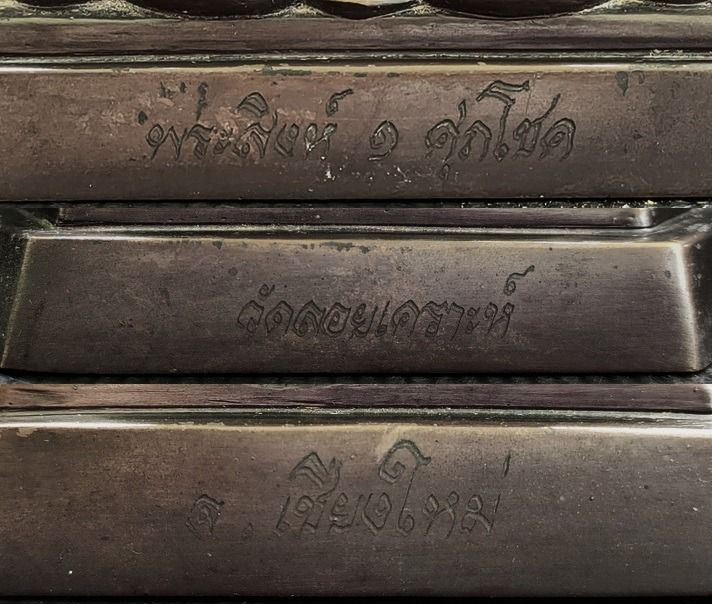 พระสิงห์ ๑ ศุภโชค
วัดลอยเคราะห์
จ. เชียงใหม่